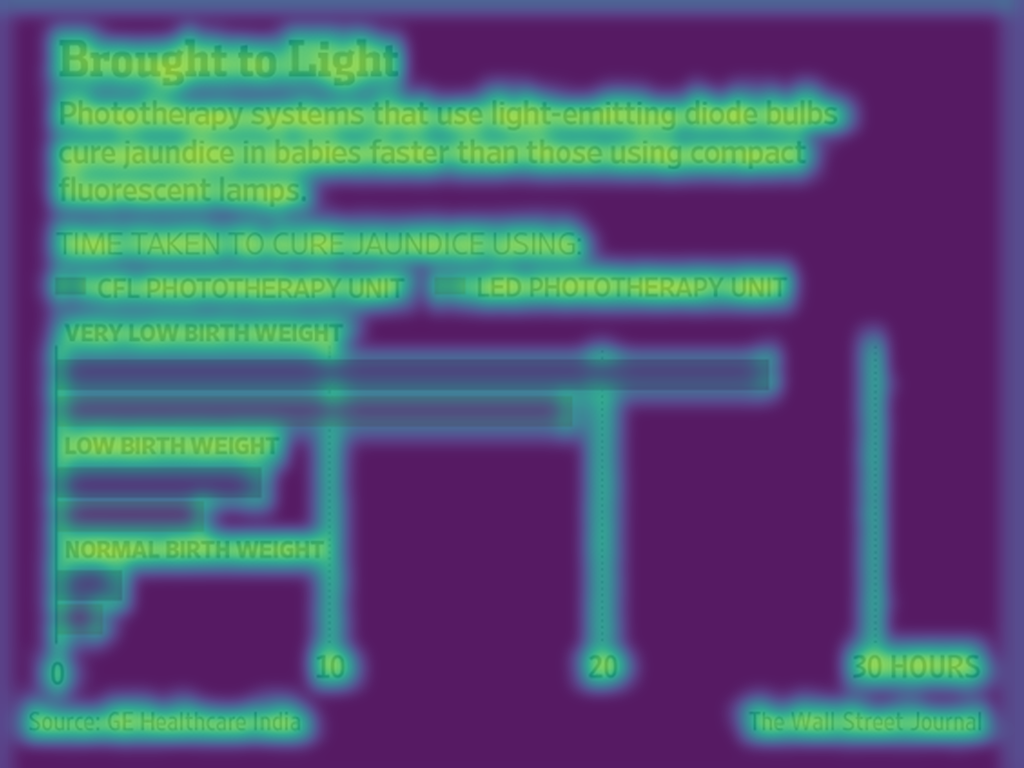 Brought to Light
Phototherapy systems that use light-emitting diode bulbs
cure jaundice in babies faster than those using compact
fluorescent lamps.
TIME TAKEN TO CURE JAUNDICE USING:
CFL PHOTOTHERAPY UNIT LED PHOTOTHERAPY UNIT
VERY LOW BIRTH WEIGHT
LOW BIRTH WEIGHT
NORMAL BIRTH WEIGHT
0 10 20 30 HOURS
Source: GE Healthcare India The Wall Street Journal